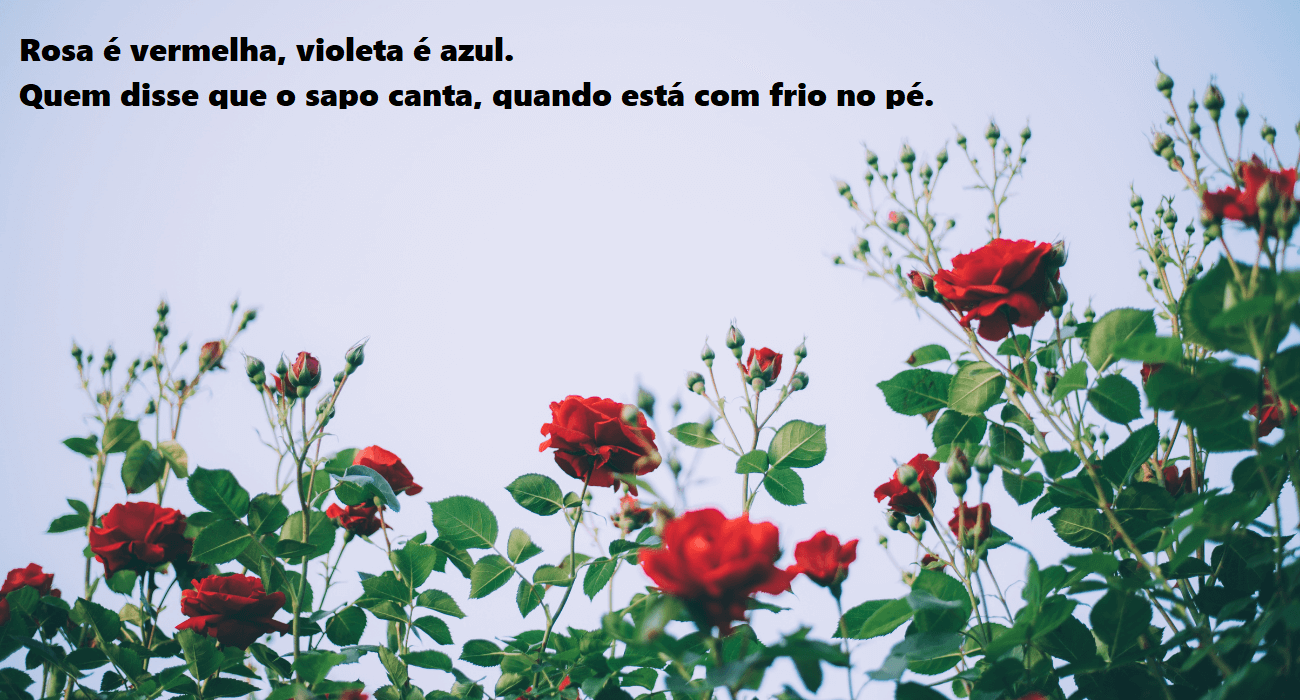 Rosa é vermelha, violeta é azul.
Quem disse que o sapo canta, quando está com frio no pé.